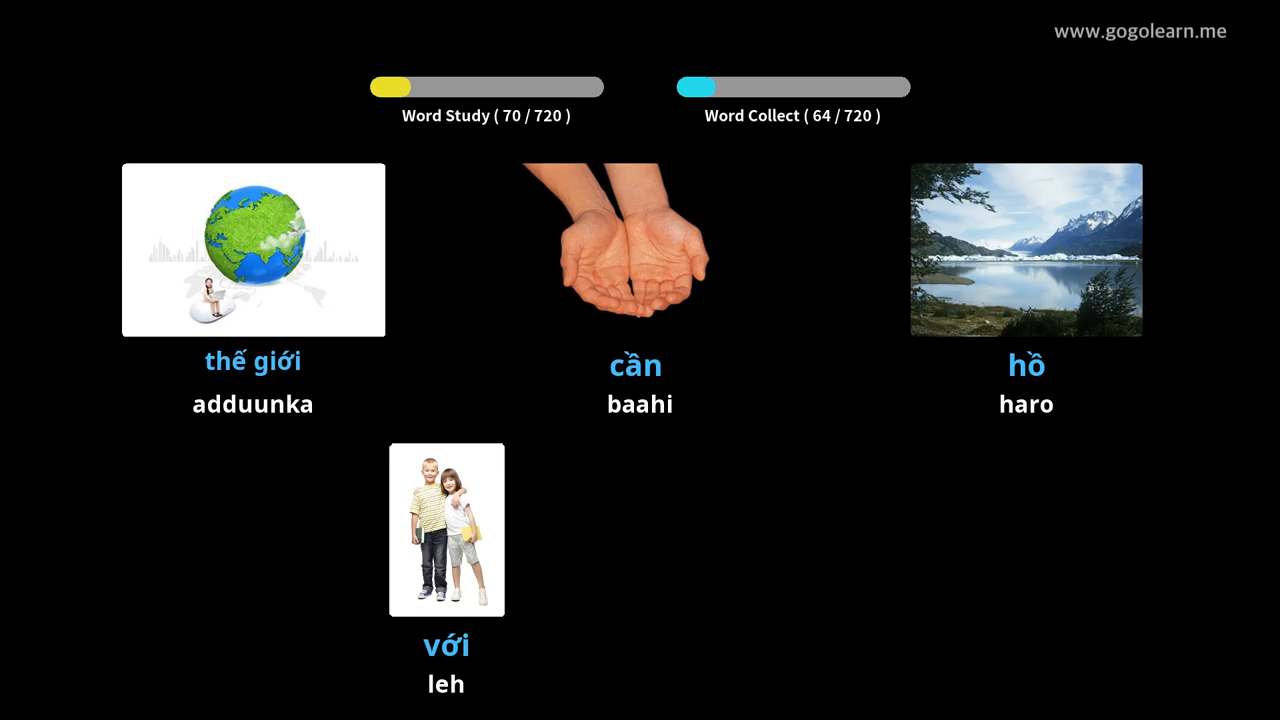 www.gogolearn.me
Word Study ( 70 / 720 )
Word Collect ( 64 / 720 )
thế giới
cần
hồ
adduunka
baahi
haro
với
leh